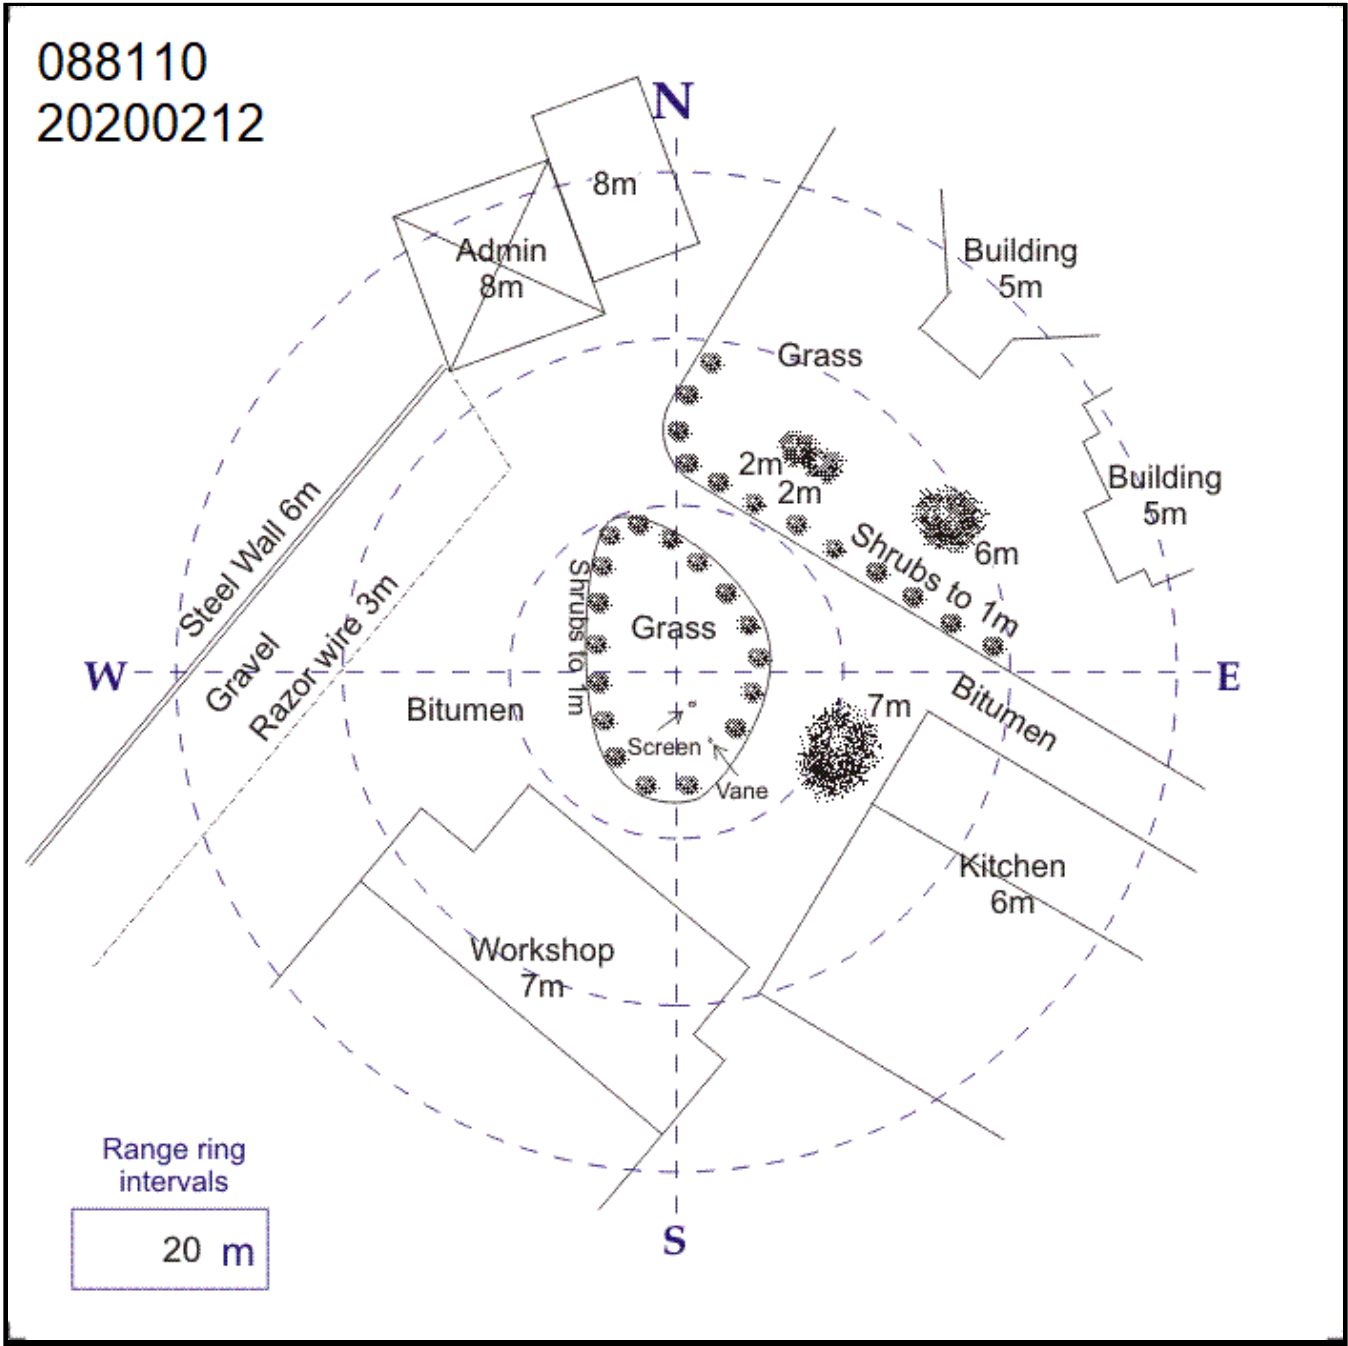 088110
20200212
N
8m
Admin
8m
Building
5m
Grass
2m
2m
Building
5m
6m
Shrubs to 1m
Steel Wall 6m
Gravel
Razor wire 3m
Shrubs to 1m
Grass
W
E
Bitumen
Bitumen
7m
Screen
Vane
Kitchen
6m
Workshop
7m
Range ring
intervals
20 m
S